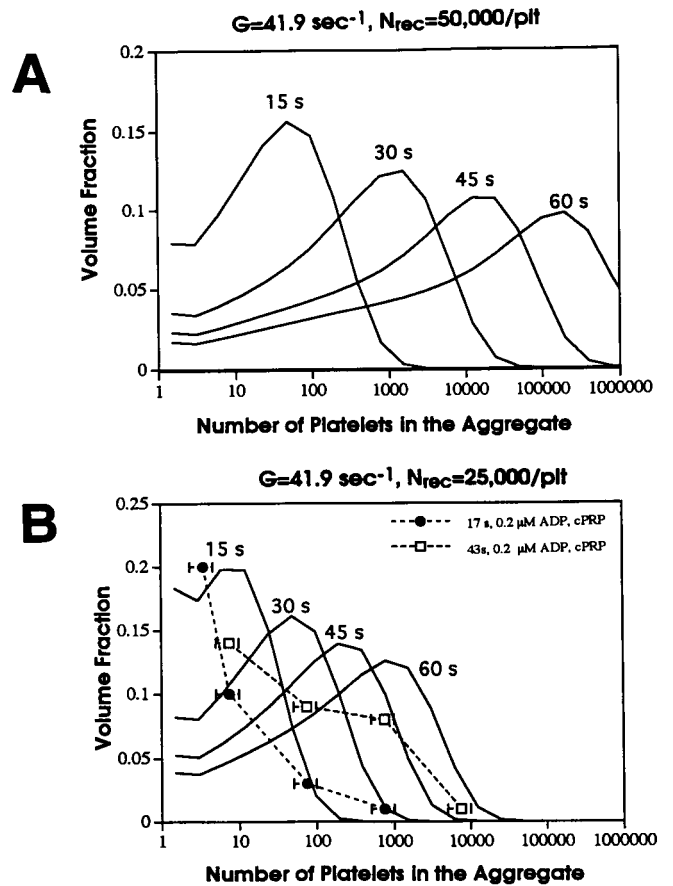 G=41.9 sec-1, Nrec=50,000/plt
A
0.2
15 s
0.15
30 s
45 s
60 s
0.1
0.05
0
Volume Fraction
1 10 100 1000 10000 100000 1000000
Number of Platelets in the Aggregate
G=41.9 sec-1, Nrec=25,000/plt
B
0.25
17 s, 0.2 μM ADP, cPRP
43s, 0.2 μM ADP, cPRP
0.2
15 s
30 s
0.15
45 s
60 s
0.1
0.05
0
Volume Fraction
1 10 100 1000 10000 100000 1000000
Number of Platelets in the Aggregate